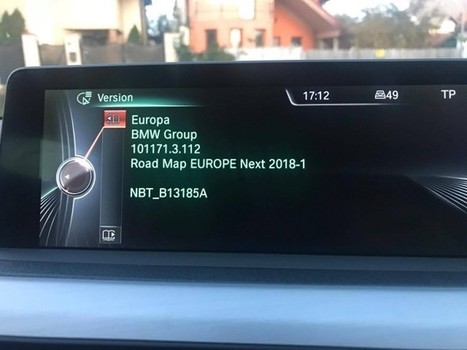 Version
17:12
49
TP
Europa
BMW Group
101171.3.112
Road Map EUROPE Next 2018-1
NBT_B13185A